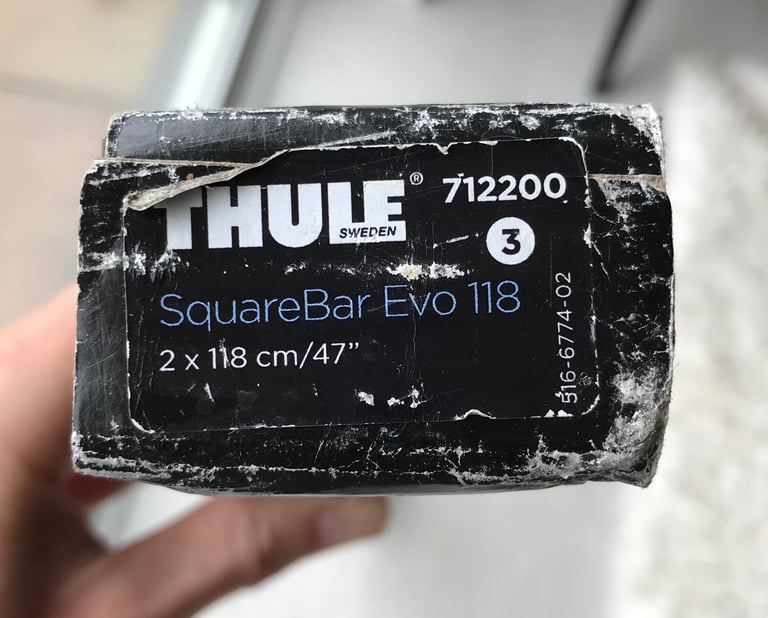 THULE® 712200
SWEDEN
3
SquareBar Evo 118
2 x 118 cm/47”
516-6774-02